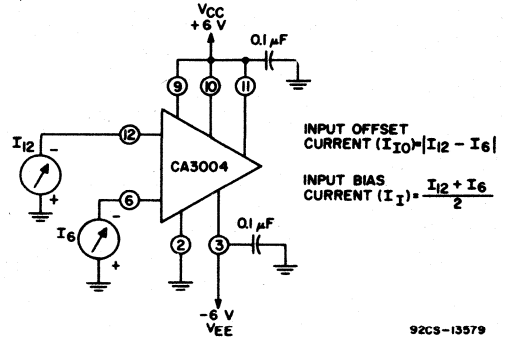 VCC
+6 V
0.1 µF
9
10
11
12
I12
-
+
CA3004
INPUT OFFSET
CURRENT (IIO)=|I12 - I6|
INPUT BIAS
CURRENT (II)= I12 + I6
2
6
I6
-
+
2
3
0.1 µF
-6 V
VEE
92CS-13579